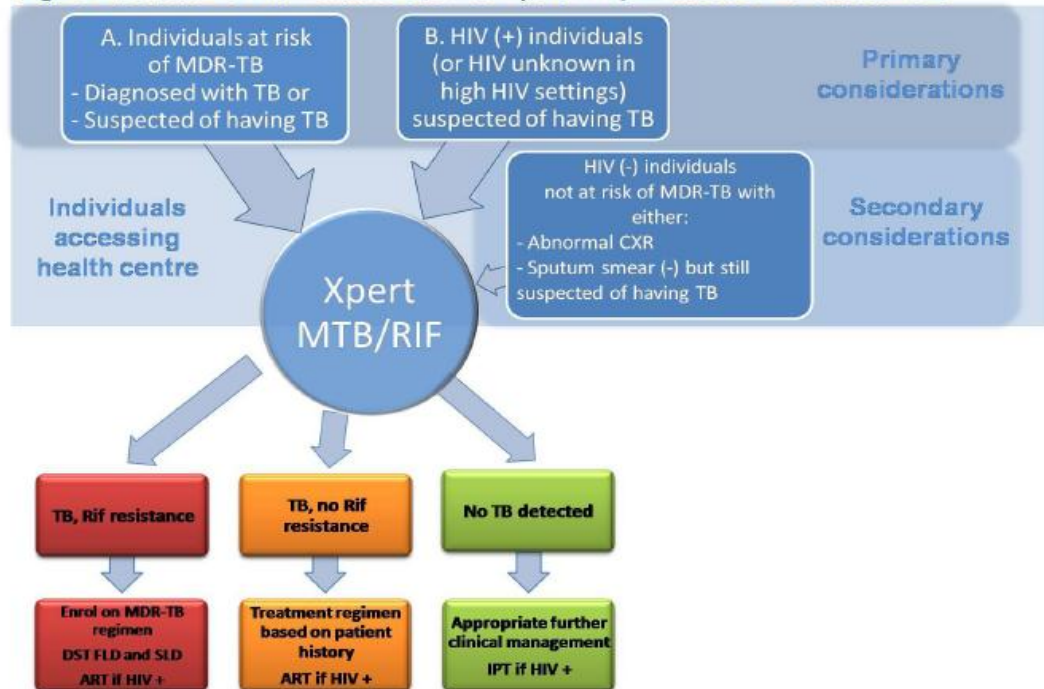 A. Individuals at risk
of MDR-TB
- Diagnosed with TB or
- Suspected of having TB
B. HIV (+) individuals
(or HIV unknown in
high HIV settings)
suspected of having TB
Primary
considerations
HIV (-) individuals
not at risk of MDR-TB with
either:
- Abnormal CXR
- Sputum smear (-) but still
suspected of having TB
Secondary
considerations
Individuals
accessing
health centre
Xpert
MTB/RIF
TB, Rif resistance
TB, no Rif
resistance
No TB detected
Enrol on MDR-TB
regimen
DST FLD and SLD
ART if HIV +
Treatment regimen
based on patient
history
ART if HIV +
Appropriate further
clinical management
IPT if HIV +